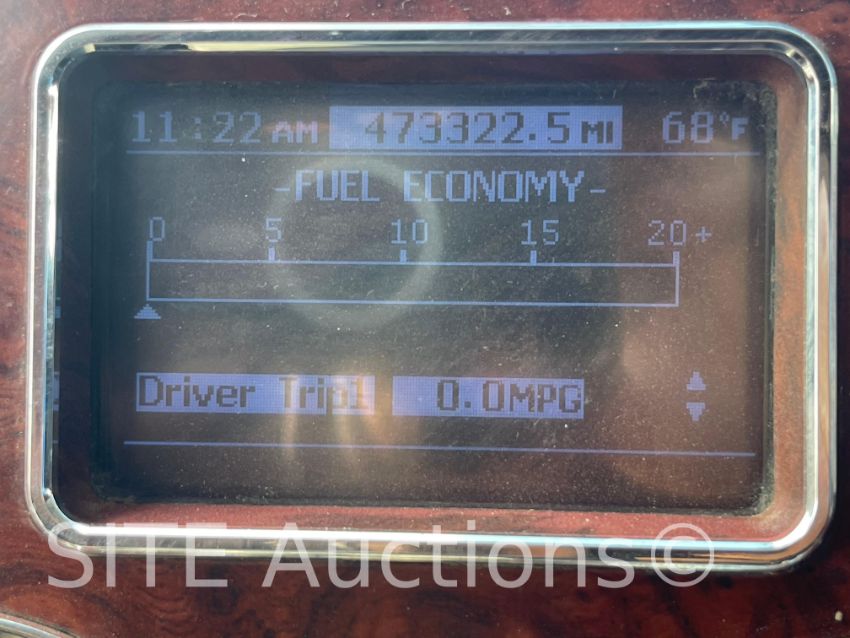 11:22 AM 473322.5 MI 68°F
-FUEL ECONOMY-
0 5 10 15 20+
Driver Trip1 0.0MPG
SITE Auctions©